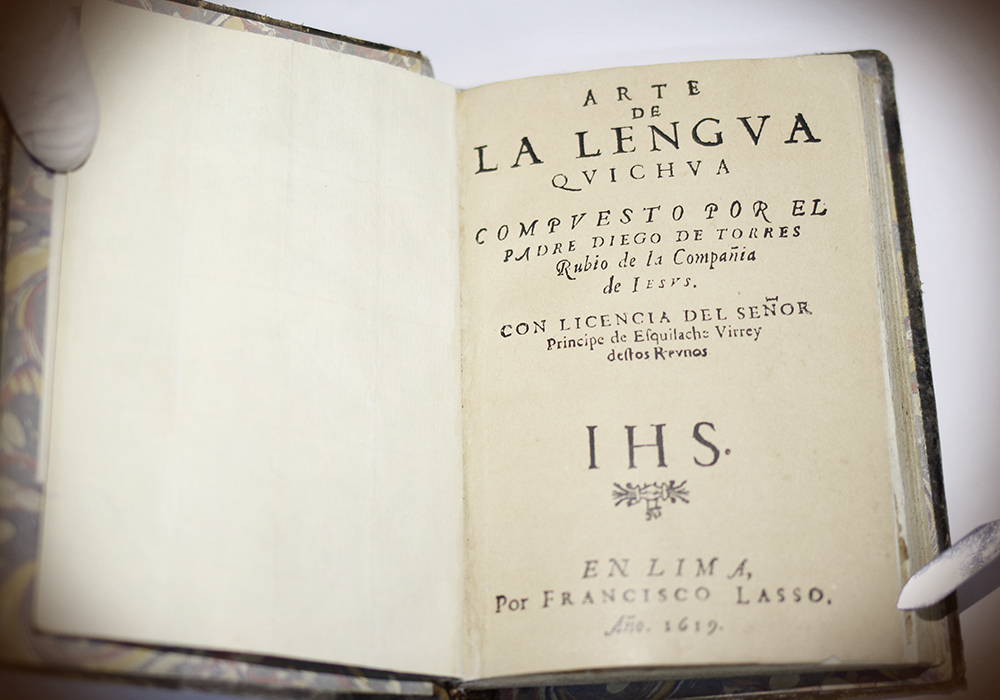 ARTE
DE
LA LENGVA
QVICHVA
COMPVESTO POR EL
PADRE DIEGO DE TORRES
Rubio de la Compañia
de IESVS.
CON LICENCIA DEL SEÑOR
Principe de Eſquilache Virrey
deſtos Reynos
IHS.
EN LIMA,
Por FRANCISCO LASSO.
Año. 1619.